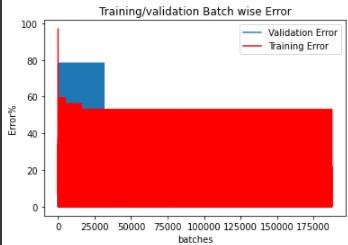 Training/validation Batch wise Error
100
80
60
40
20
0
Error%
Validation Error
Training Error
0 25000 50000 75000 100000 125000 150000 175000
batches